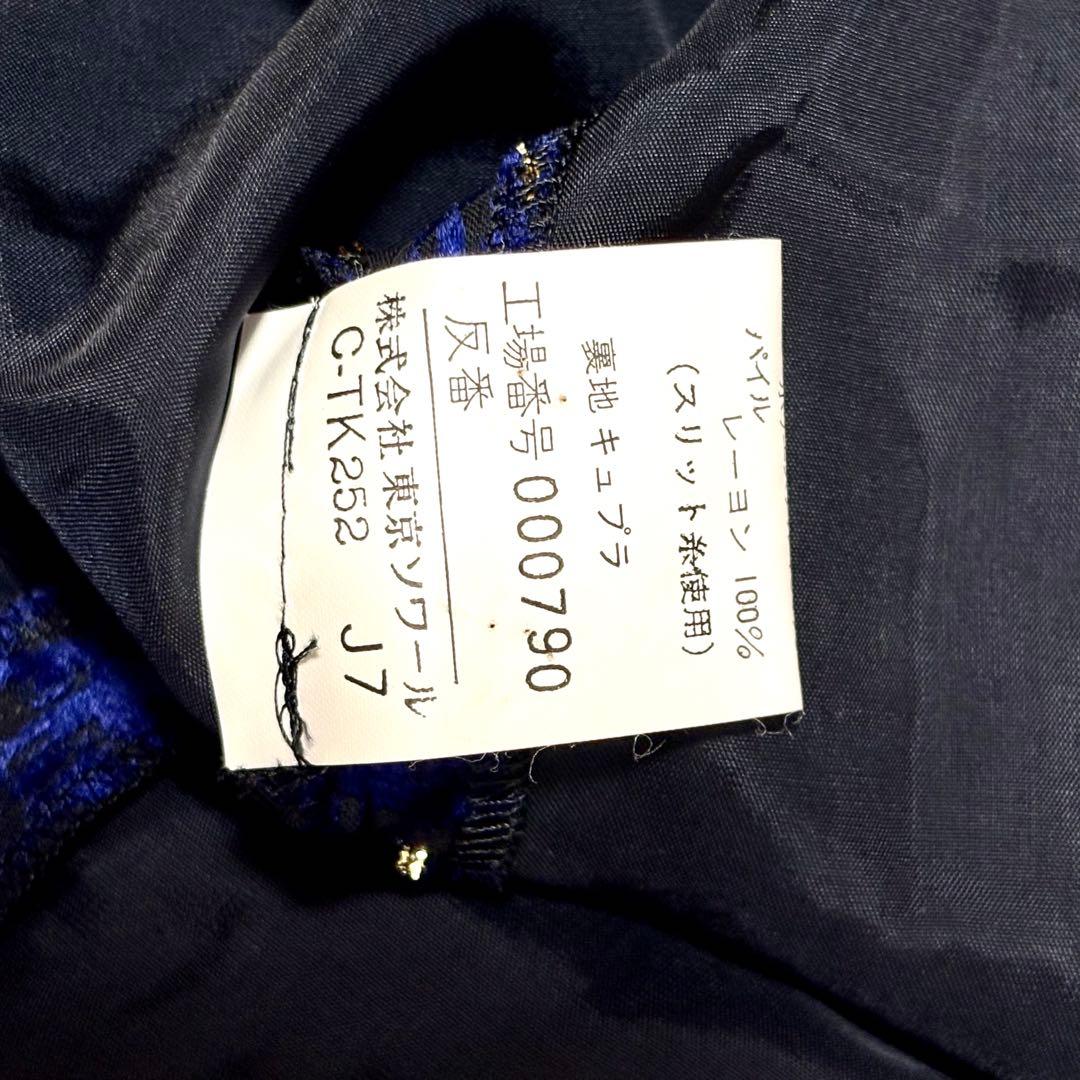 パイル
レーヨン 100%
(スリット糸使用)
裏地 キュプラ
工場番号 000790
反番
株式会社 東京ソワール
C-TK252 J7